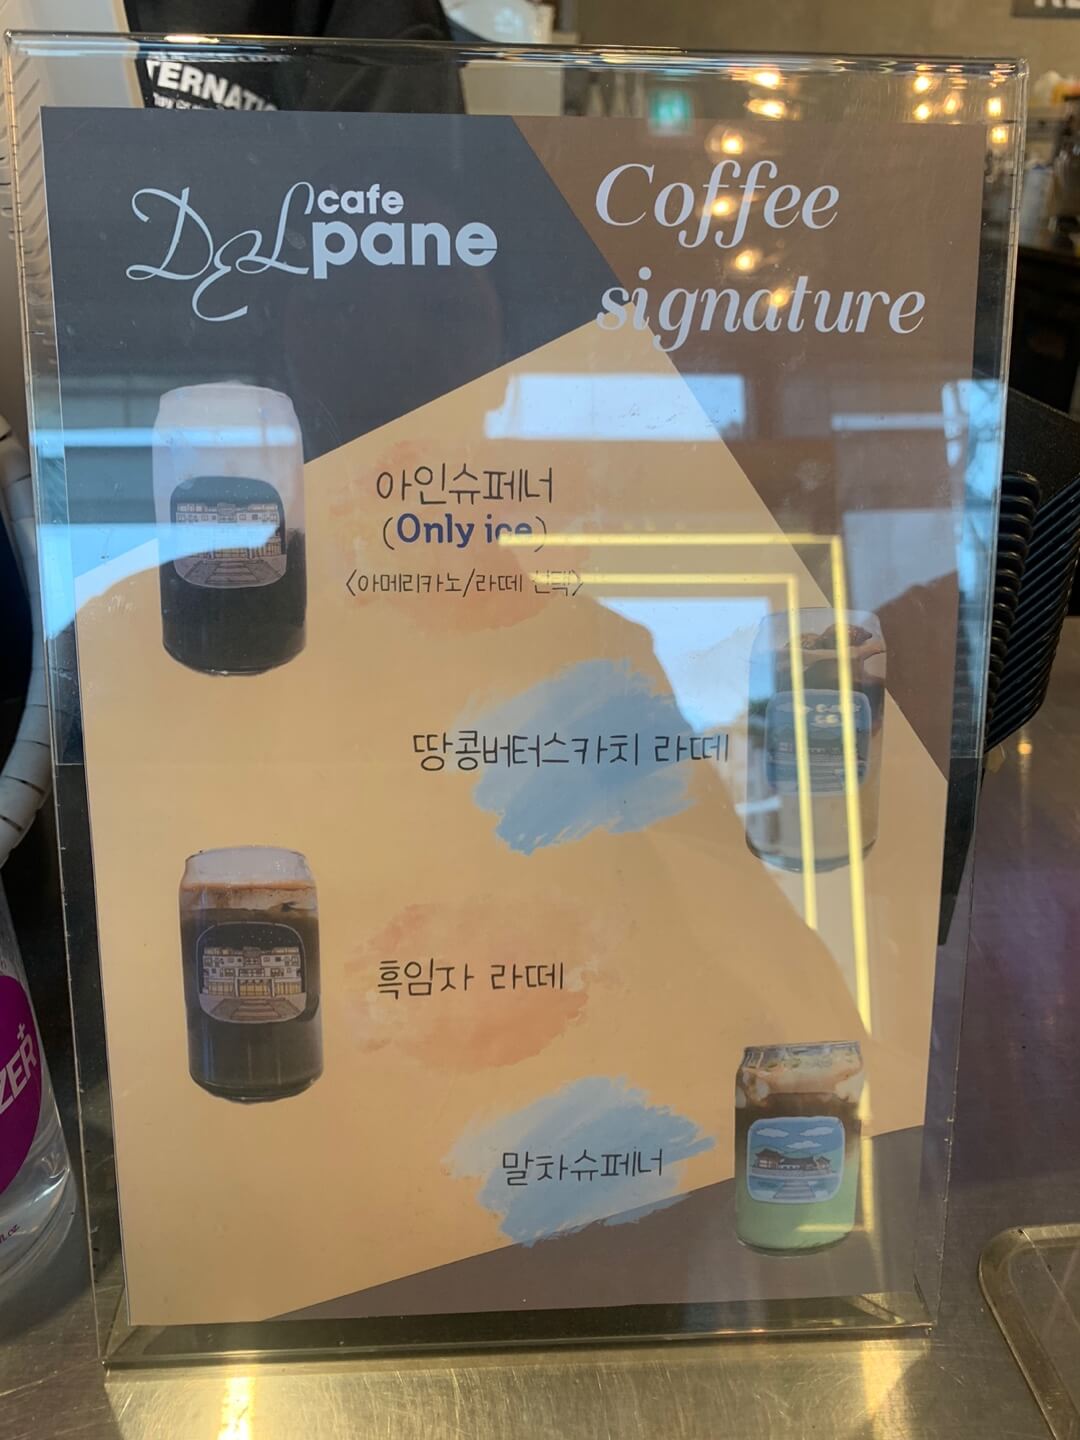 TERNATIO
DEL cafe pane
Coffee
signature
아인슈페너
(Only ice)
<아메리카노/라떼 선택>
땅콩버터스카치 라떼
흑임자 라떼
말차슈페너
ZER